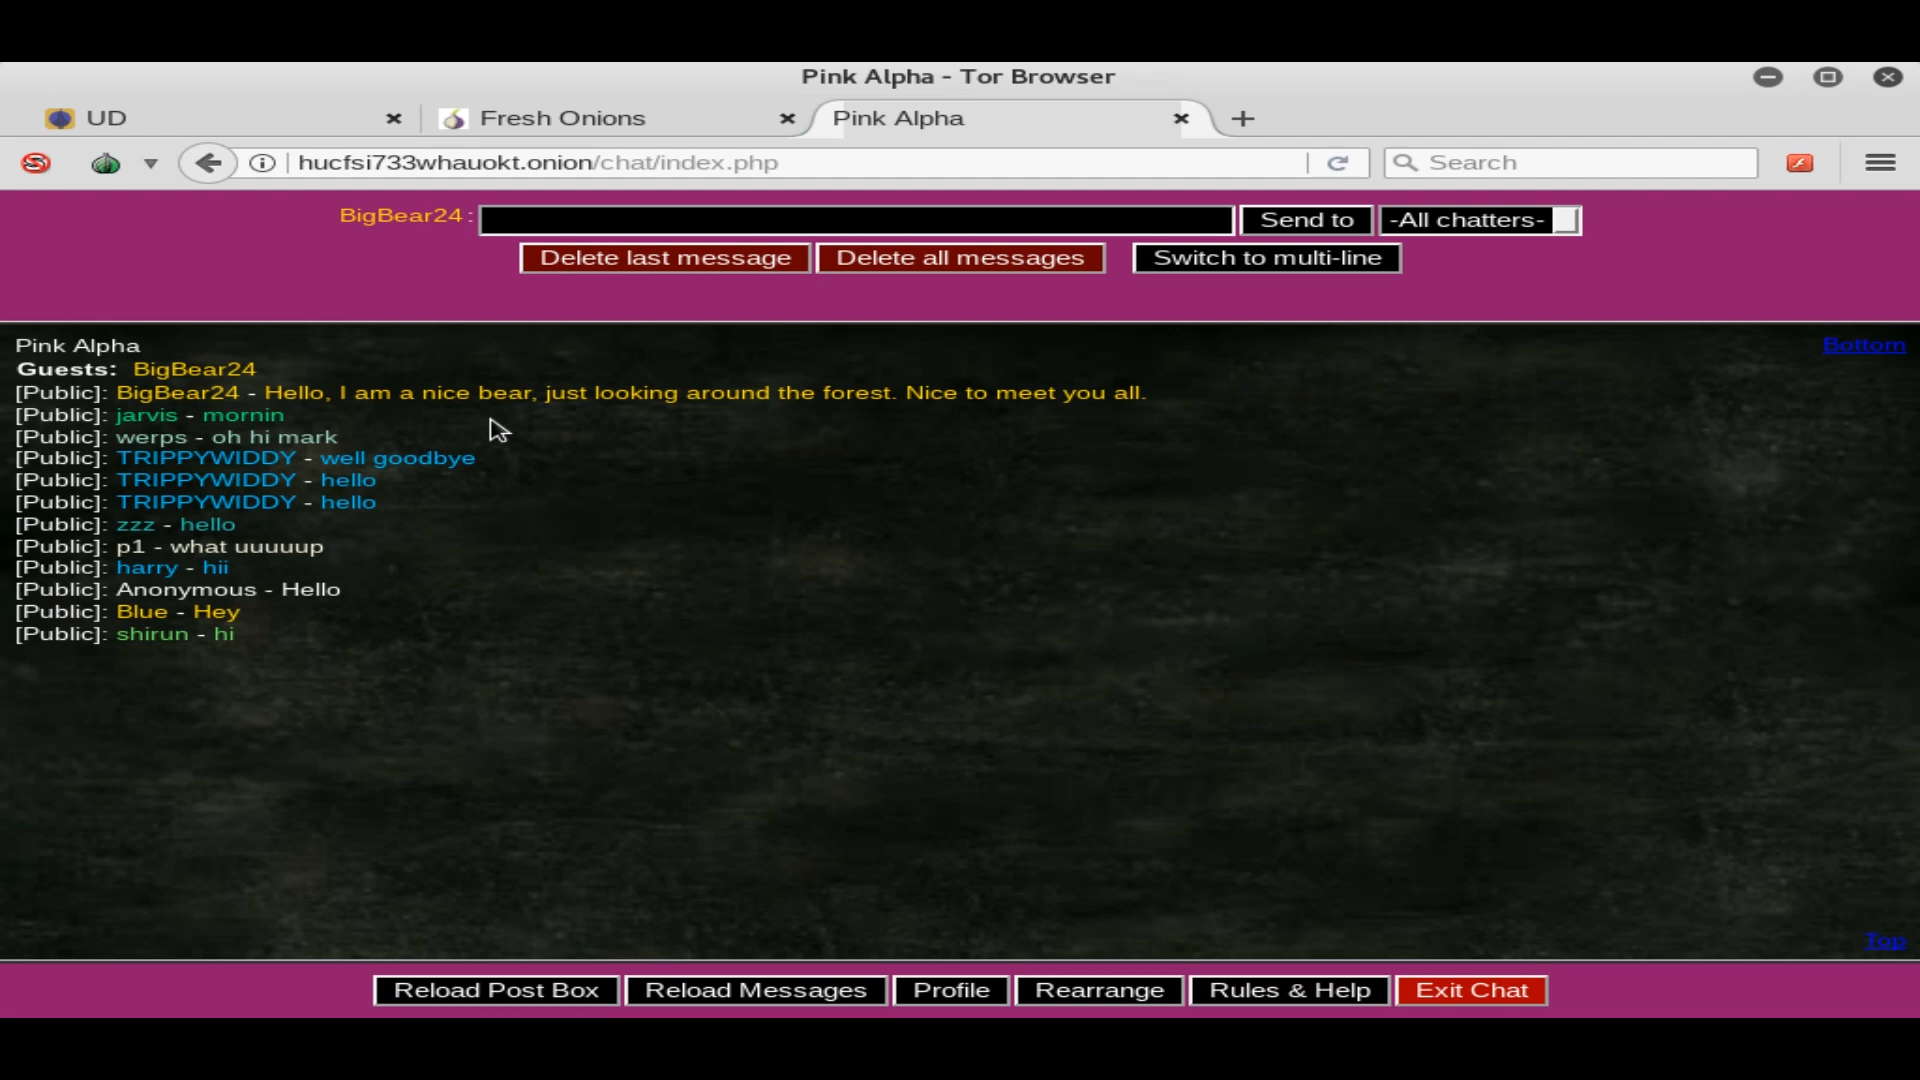 Pink Alpha - Tor Browser
UD
Fresh Onions
Pink Alpha
hucfsi733whauokt.onion/chat/index.php
Search
BigBear24:
Send to
-All chatters-
Delete last message
Delete all messages
Switch to multi-line
Pink Alpha
Bottom
Guests: BigBear24
[Public]: BigBear24 - Hello, I am a nice bear, just looking around the forest. Nice to meet you all.
[Public]: jarvis - mornin
[Public]: werps - oh hi mark
[Public]: TRIPPYWIDDY - well goodbye
[Public]: TRIPPYWIDDY - hello
[Public]: TRIPPYWIDDY - hello
[Public]: zzz - hello
[Public]: p1 - what uuuuup
[Public]: harry - hii
[Public]: Anonymous - Hello
[Public]: Blue - Hey
[Public]: shirun - hi
Top
Reload Post Box
Reload Messages
Profile
Rearrange
Rules & Help
Exit Chat